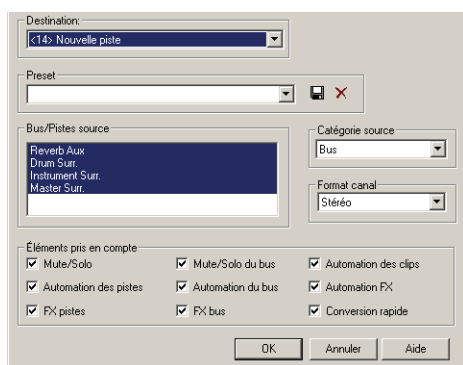 Destination:
<14> Nouvelle piste
Preset
Bus/Pistes source
Reverb Aux
Drum Surr.
Instrument Surr.
Master Surr.
Catégorie source
Bus
Format canal
Stéréo
Éléments pris en compte
Mute/Solo
Mute/Solo du bus
Automation des clips
Automation des pistes
Automation du bus
Automation FX
FX pistes
FX bus
Conversion rapide
OK
Annuler
Aide